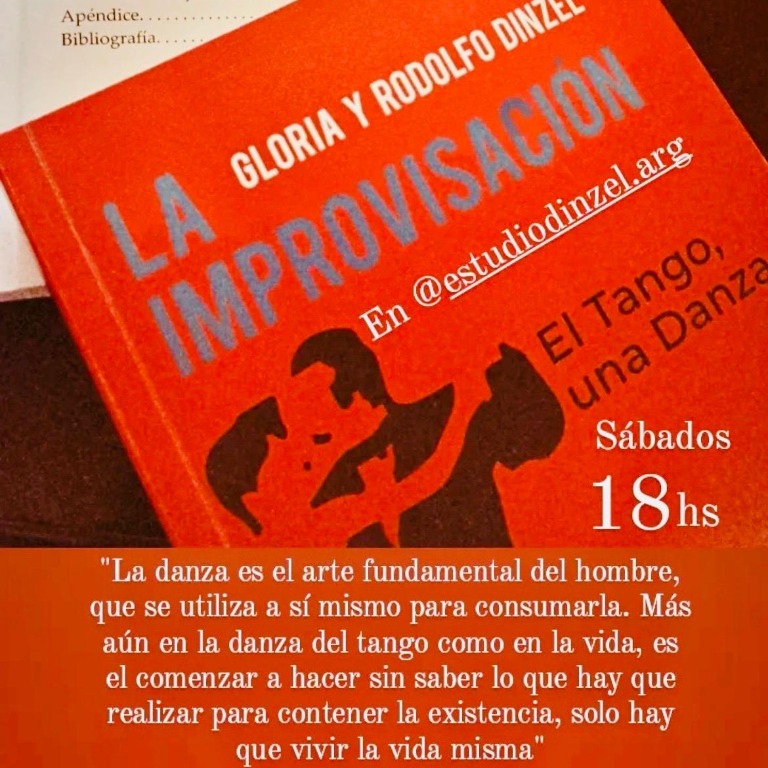 Apéndice. . . . . . . . . . . .
Bibliografía. . . . .
GLORIA Y RODOLFO DINZEL
LA
IMPROVISACIÓN
En @estudiodinzel.arg
El Tango,
una Danza
Sábados
18hs
"La danza es el arte fundamental del hombre,
que se utiliza a sí mismo para consumarla. Más
aún en la danza del tango como en la vida, es
el comenzar a hacer sin saber lo que hay que
realizar para contener la existencia, solo hay
que vivir la vida misma"